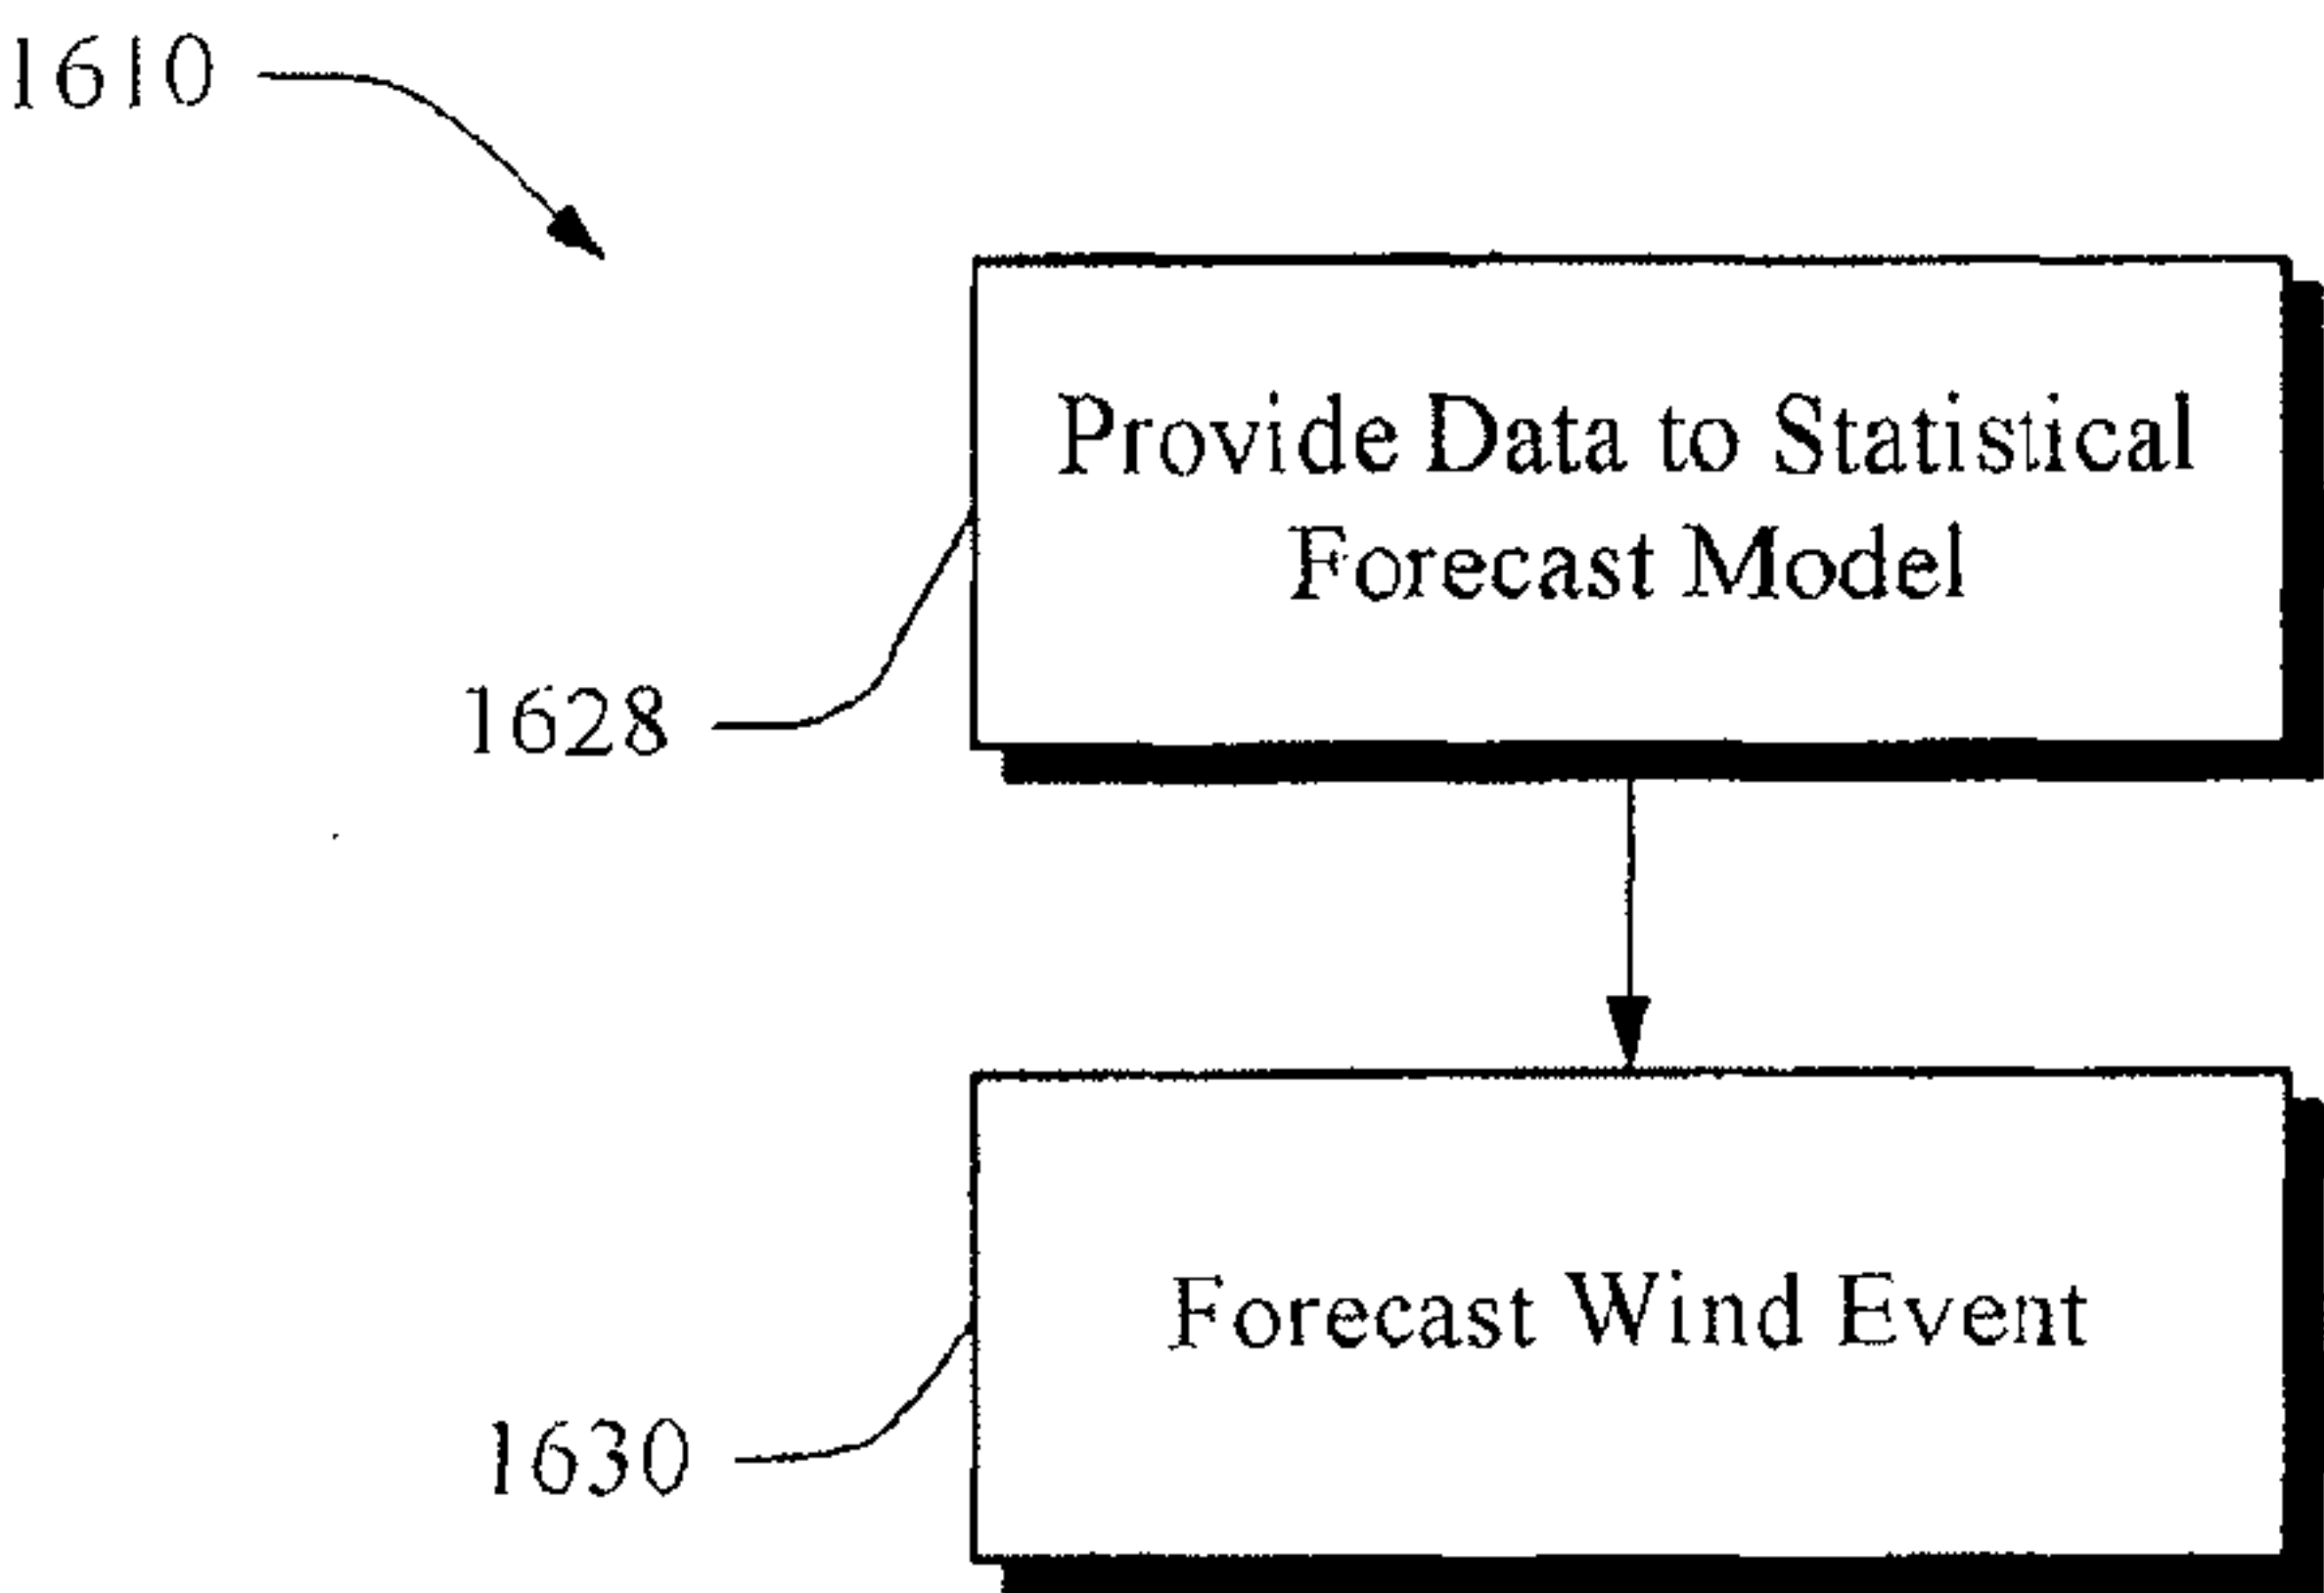 1610
Provide Data to Statistical
Forecast Model
1628
Forecast Wind Event
1630